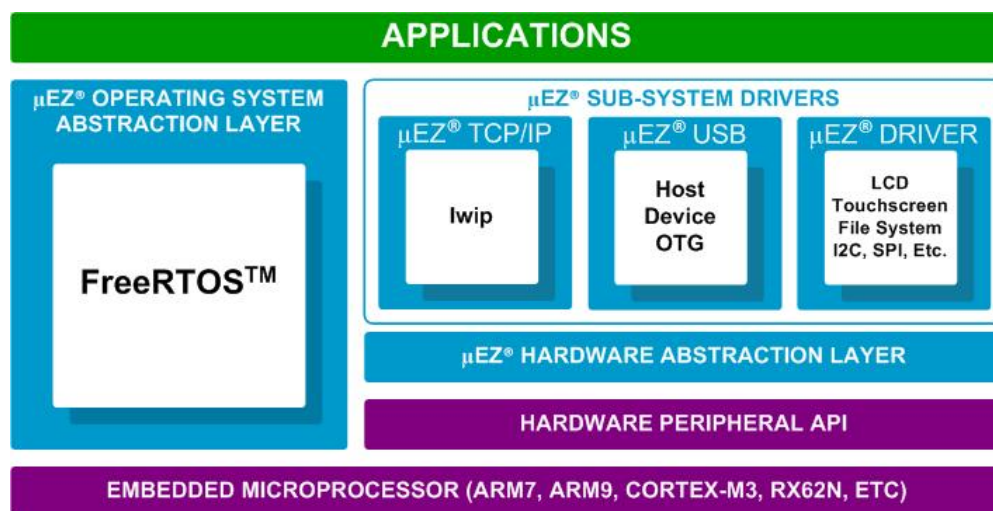 APPLICATIONS
µEZ® OPERATING SYSTEM
ABSTRACTION LAYER
FreeRTOS™
µEZ® SUB-SYSTEM DRIVERS
µEZ® TCP/IP
lwip
µEZ® USB
Host
Device
OTG
µEZ® DRIVER
LCD
Touchscreen
File System
I2C, SPI, Etc.
µEZ® HARDWARE ABSTRACTION LAYER
HARDWARE PERIPHERAL API
EMBEDDED MICROPROCESSOR (ARM7, ARM9, CORTEX-M3, RX62N, ETC)